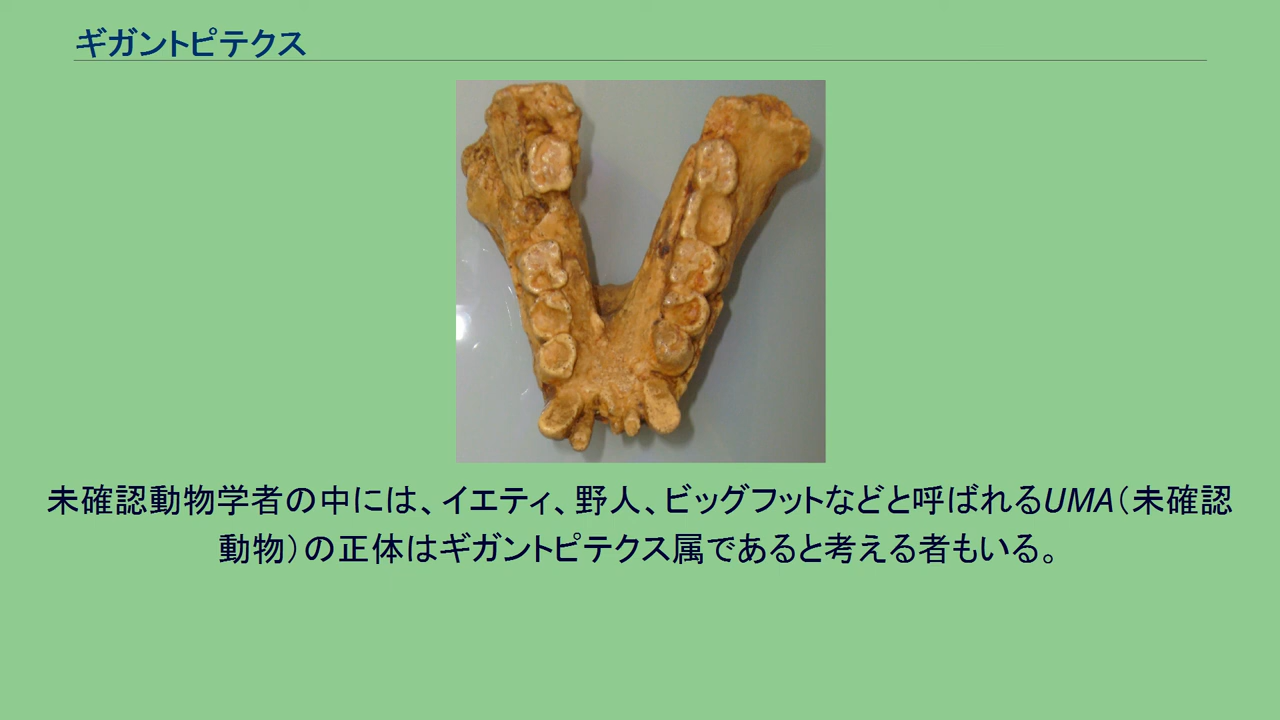 ギガントピテクス
未確認動物学者の中には、イエティ、野人、ビッグフットなどと呼ばれるUMA（未確認
動物）の正体はギガントピテクス属であると考える者もいる。